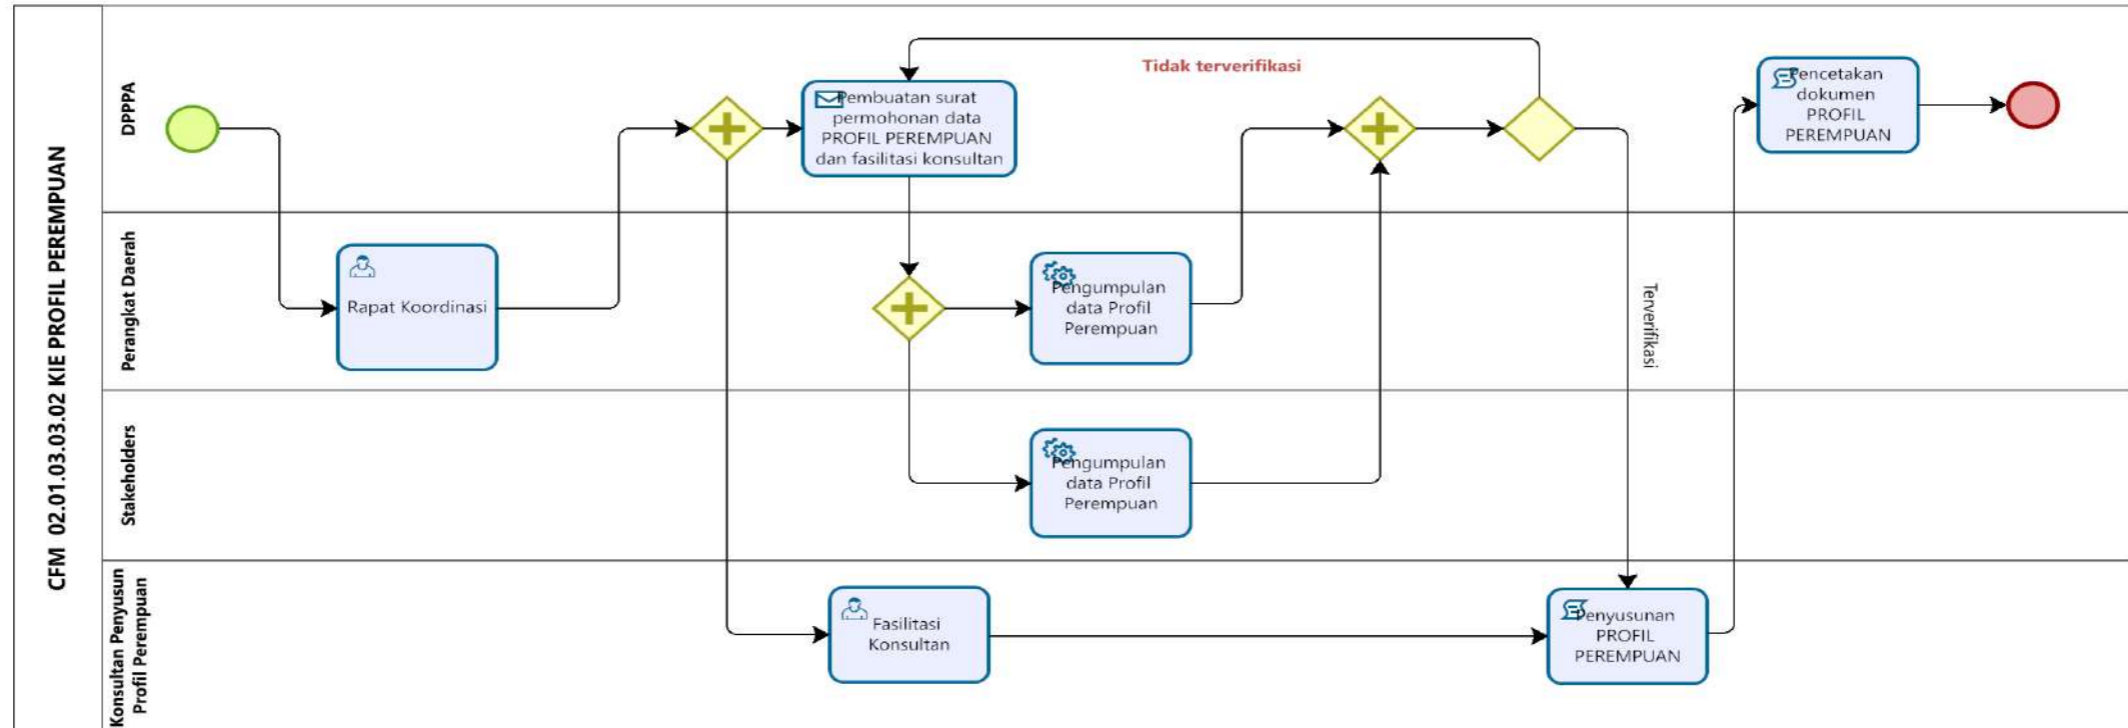 CFM 02.01.03.03.02 KIE PROFIL PEREMPUAN
DPPPA
Tidak terverifikasi
Pembuatan surat
permohonan data
PROFIL PEREMPUAN
dan fasilitasi konsultan
Pencetakan
dokumen
PROFIL
PEREMPUAN
Perangkat Daerah
Rapat Koordinasi
Pengumpulan
data Profil
Perempuan
Terverifikasi
Stakeholders
Pengumpulan
data Profil
Perempuan
Konsultan Penyusun
Profil Perempuan
Fasilitasi
Konsultan
Penyusunan
PROFIL
PEREMPUAN